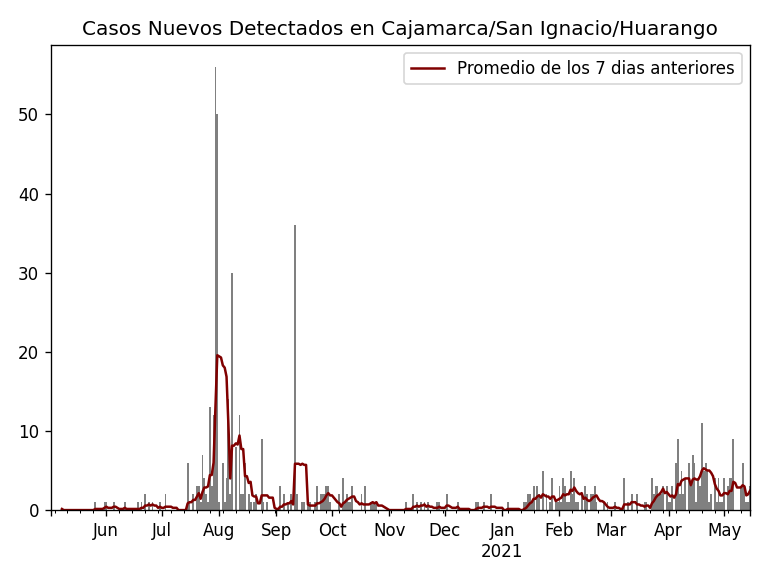 Casos Nuevos Detectados en Cajamarca/San Ignacio/Huarango
Promedio de los 7 dias anteriores
50
40
30
20
10
0
Jun Jul Aug Sep Oct Nov Dec Jan Feb Mar Apr May
2021